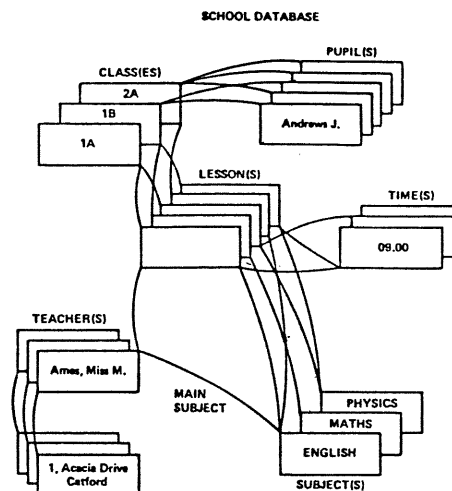 SCHOOL DATABASE
CLASS(ES)
PUPIL(S)
2A
1B
1A
Andrews J.
LESSON(S)
TIME(S)
09.00
TEACHER(S)
Ames, Miss M.
MAIN
SUBJECT
PHYSICS
MATHS
ENGLISH
1, Acacia Drive
Catford
SUBJECT(S)